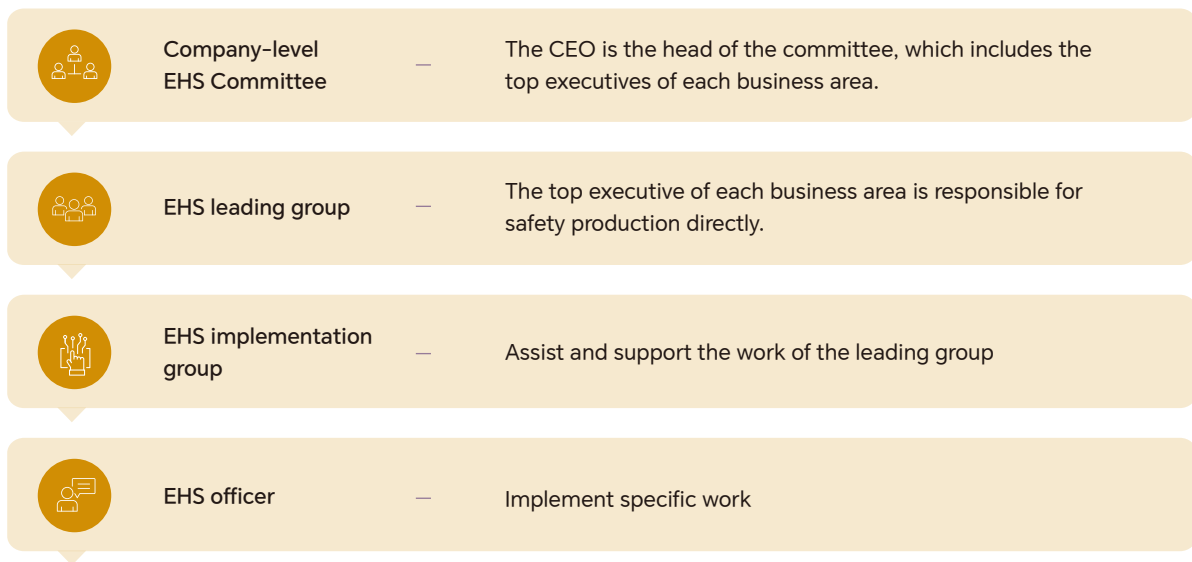 Company-level
EHS Committee
—
The CEO is the head of the committee, which includes the
top executives of each business area.
EHS leading group
—
The top executive of each business area is responsible for
safety production directly.
EHS implementation
group
—
Assist and support the work of the leading group
EHS officer
—
Implement specific work